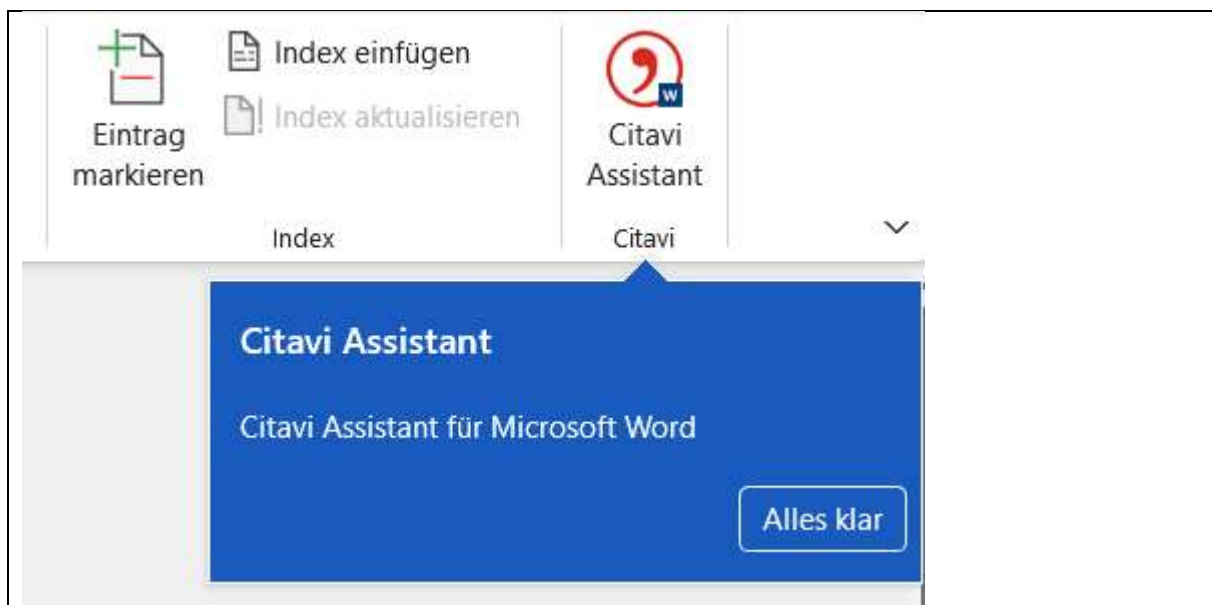 Eintrag
markieren
Index einfügen
Index aktualisieren
Index
W
Citavi
Assistant
Citavi
Citavi Assistant
Citavi Assistant für Microsoft Word
Alles klar